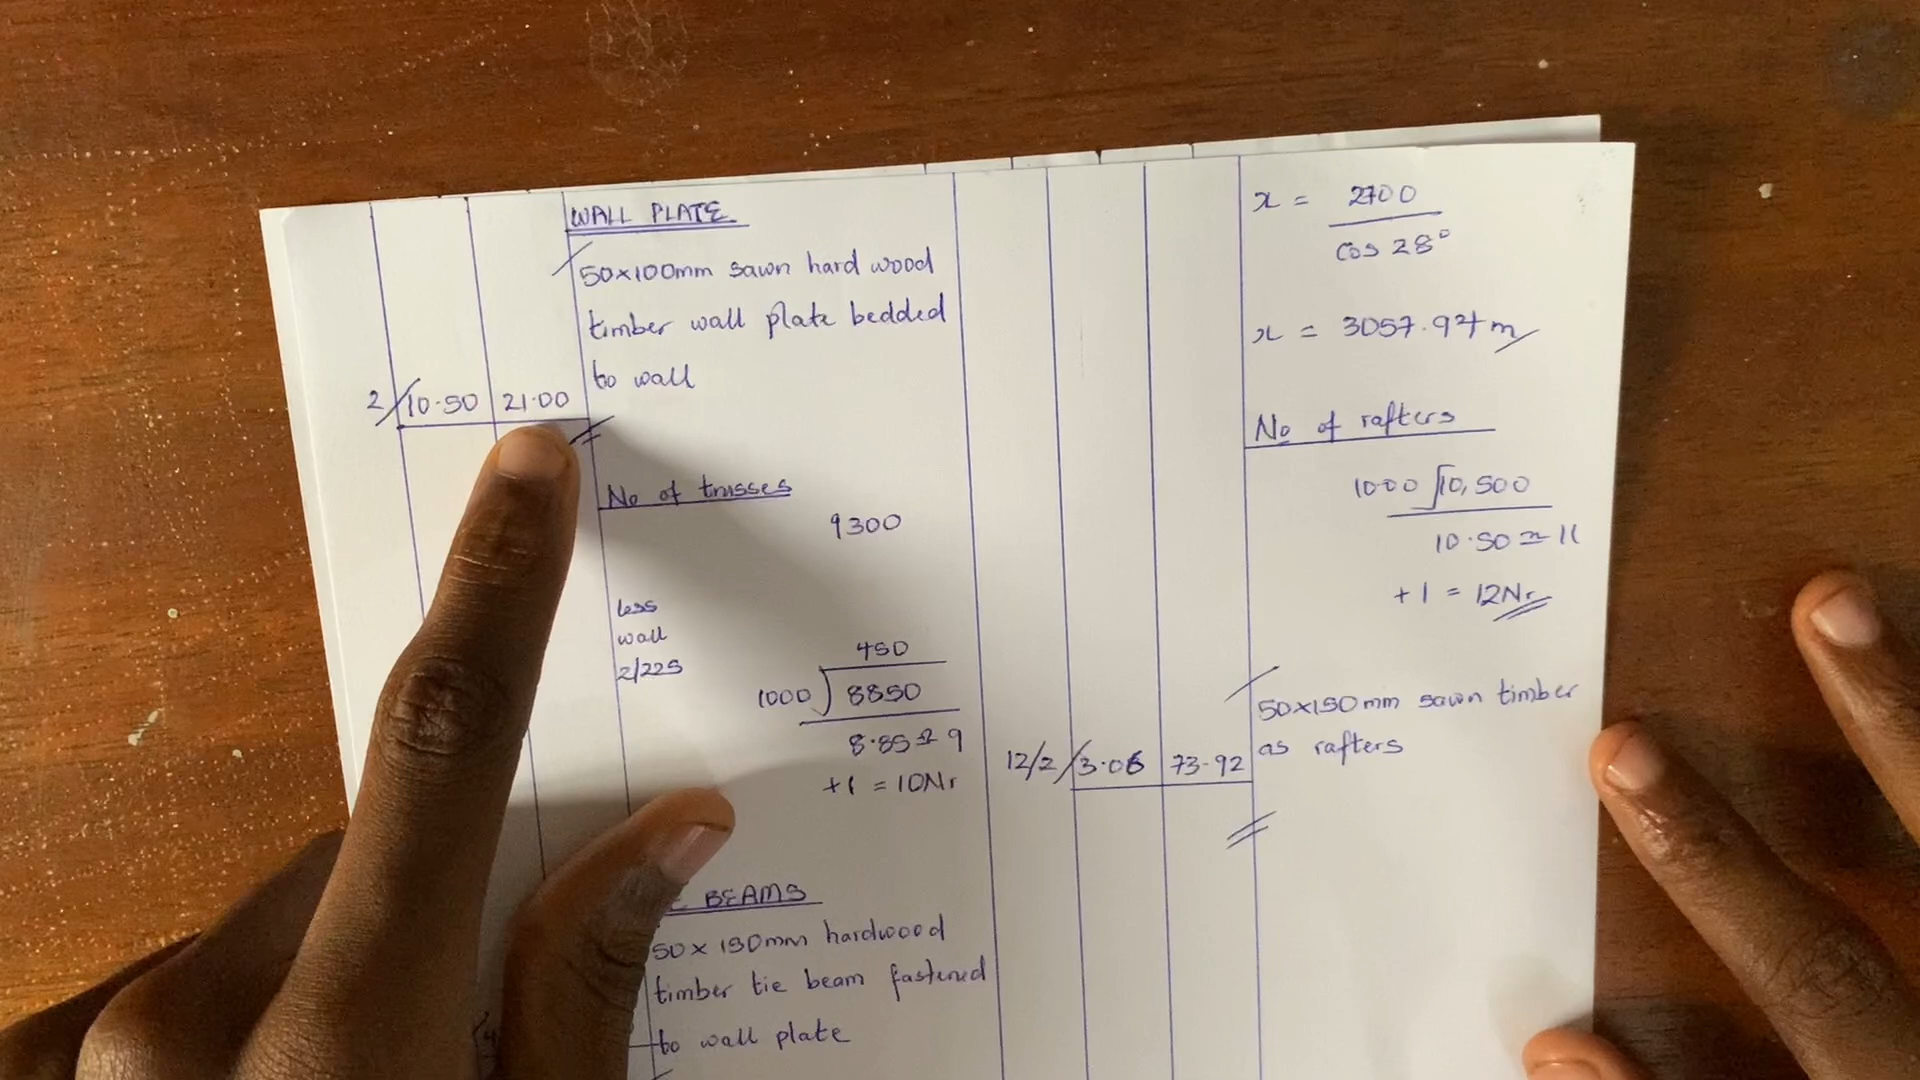 WALL PLATE
50x100mm sawn hard wood
timber wall plate bedded
to wall
2/10.50 21.00
No of trusses
9300
less
wall
2/225
450
1000 8850
8.85 ≃ 9
+1 = 10Nr
BEAMS
50 x 150mm hardwood
timber tie beam fastened
to wall plate
x = 2700
cos 28°
x = 3057.94m
No of rafters
1000 10,500
10.50 ≃ 11
+1 = 12Nr
50x150mm sawn timber
as rafters
12/2/3.06 73.92